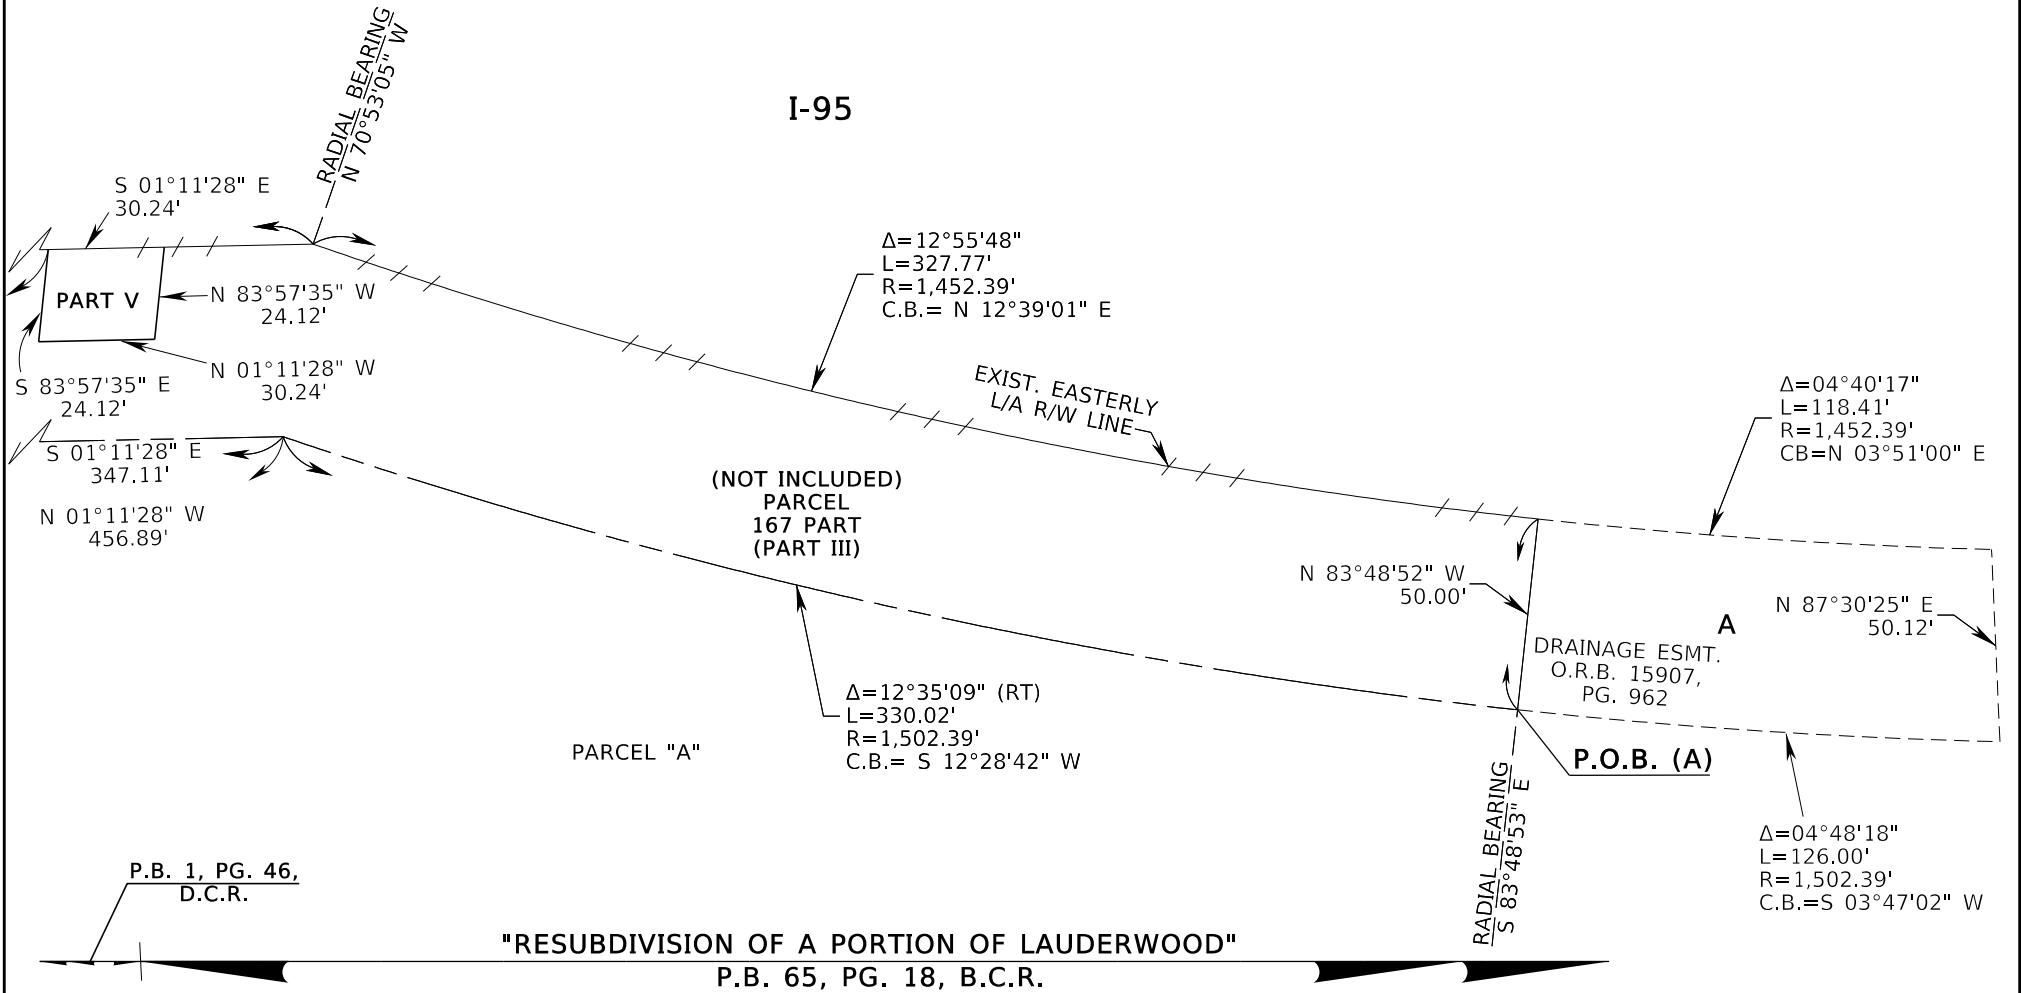 RADIAL BEARING
N 70°53'05" W
I-95
S 01°11'28" E
30.24'
PART V
N 83°57'35" W
24.12'
N 01°11'28" W
30.24'
S 83°57'35" E
24.12'
S 01°11'28" E
347.11'
N 01°11'28" W
456.89'
Δ=12°55'48"
L=327.77'
R=1,452.39'
C.B.= N 12°39'01" E
EXIST. EASTERLY
L/A R/W LINE
(NOT INCLUDED)
PARCEL
167 PART
(PART III)
Δ=04°40'17"
L=118.41'
R=1,452.39'
CB=N 03°51'00" E
N 83°48'52" W
50.00'
A
N 87°30'25" E
50.12'
DRAINAGE ESMT.
O.R.B. 15907,
PG. 962
Δ=12°35'09" (RT)
L=330.02'
R=1,502.39'
C.B.= S 12°28'42" W
PARCEL "A"
P.O.B. (A)
RADIAL BEARING
S 83°48'53" E
Δ=04°48'18"
L=126.00'
R=1,502.39'
C.B.=S 03°47'02" W
P.B. 1, PG. 46,
D.C.R.
"RESUBDIVISION OF A PORTION OF LAUDERWOOD"
P.B. 65, PG. 18, B.C.R.